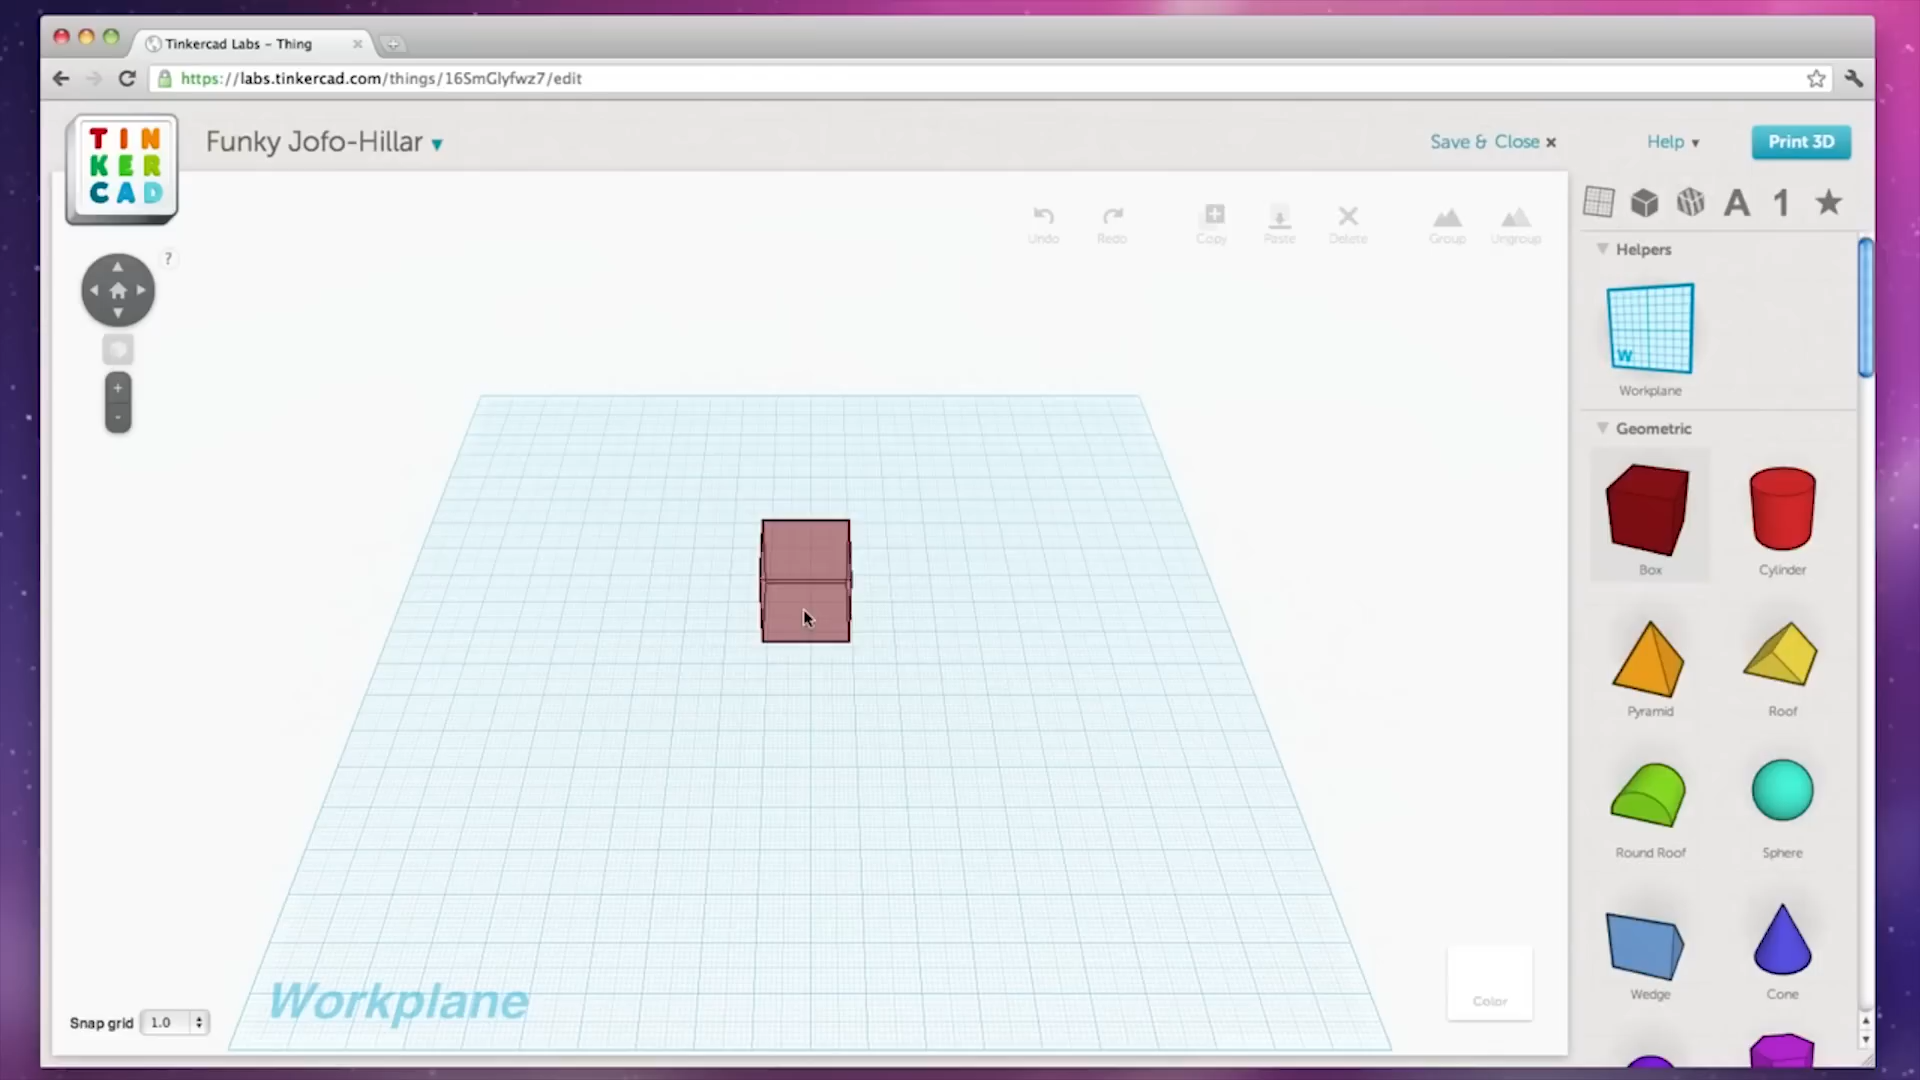 Tinkercad Labs – Thing
https://labs.tinkercad.com/things/16SmGlyfwz7/edit
TIN
KER
CAD
Funky Jofo-Hillar
Save & Close
Help
Print 3D
A 1
Undo
Redo
Copy
Paste
Delete
Group
Ungroup
?
Helpers
W
Workplane
Geometric
Box
Cylinder
Pyramid
Roof
Round Roof
Sphere
Wedge
Cone
+
-
Workplane
Color
Snap grid 1.0